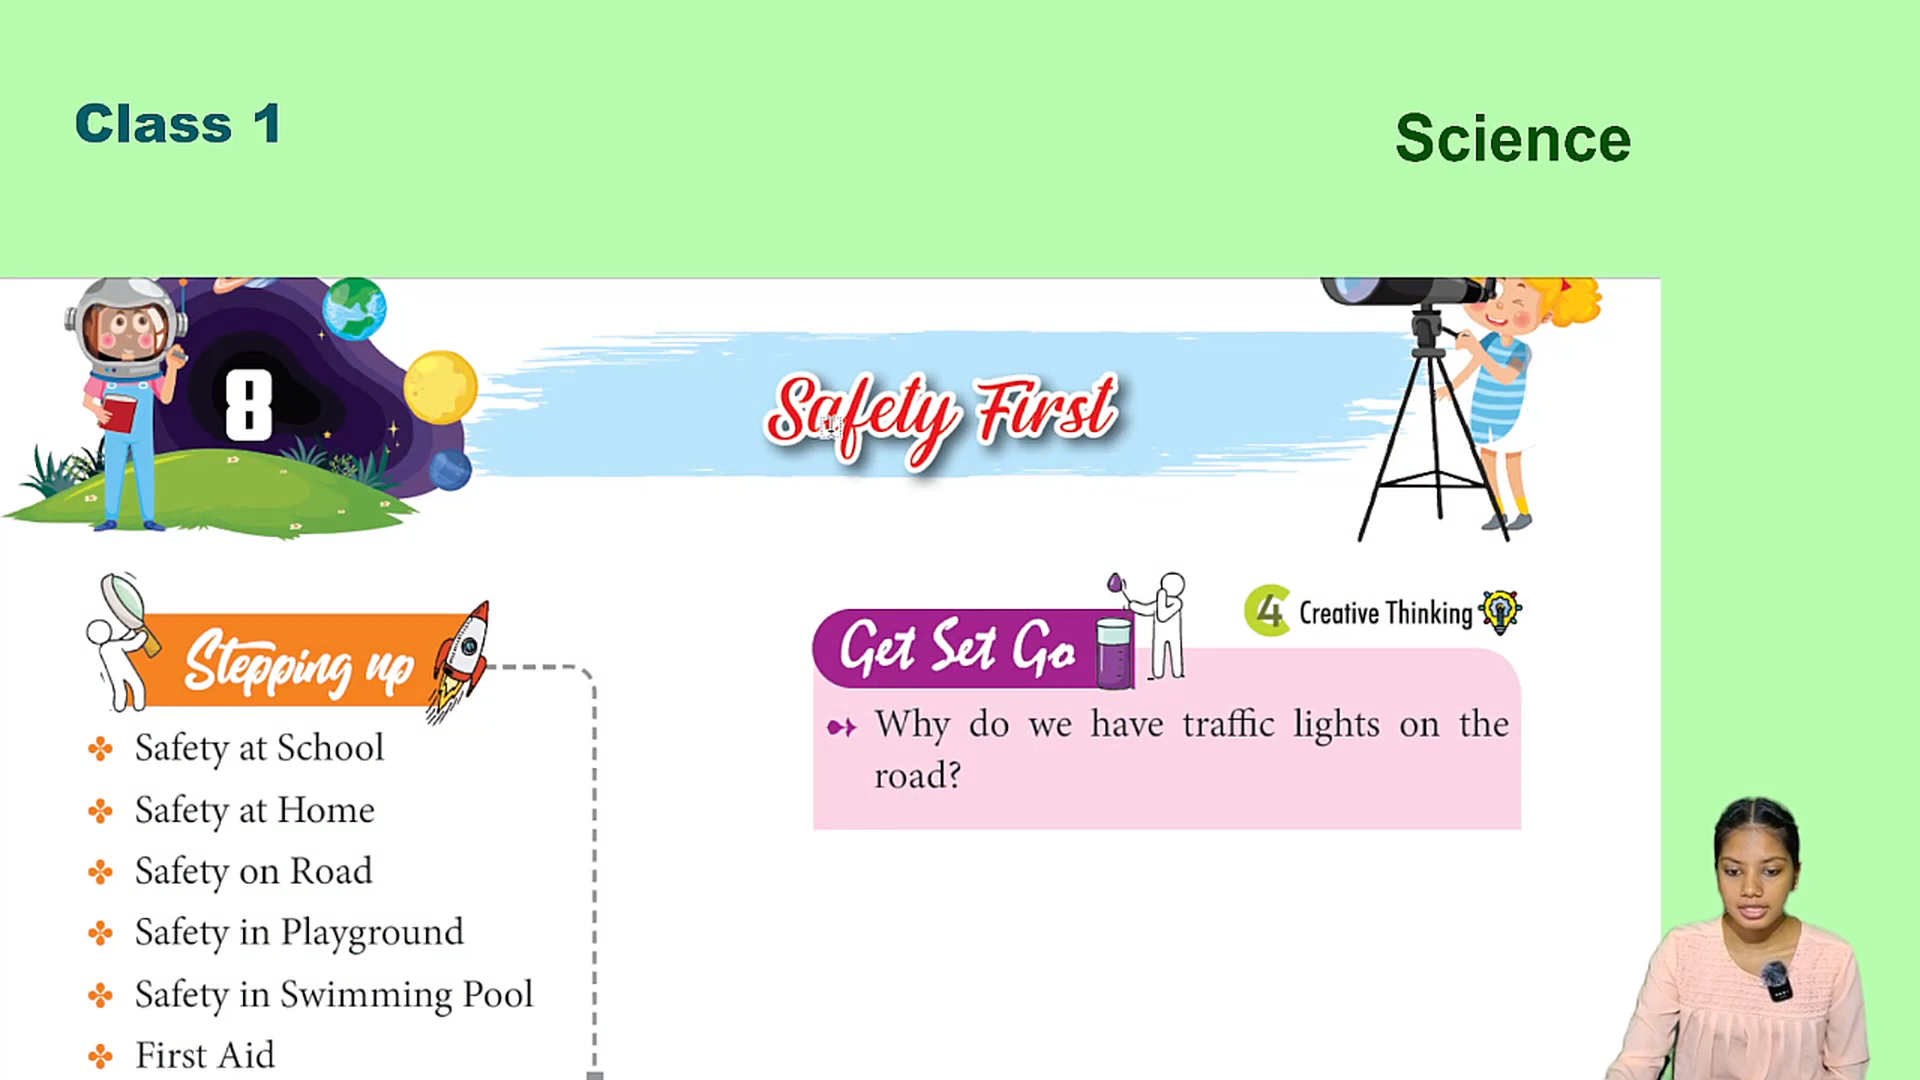 Class 1
Science
8
Safety First
Stepping up
Safety at School
Safety at Home
Safety on Road
Safety in Playground
Safety in Swimming Pool
First Aid
Get Set Go
4 Creative Thinking
Why do we have traffic lights on the
road?